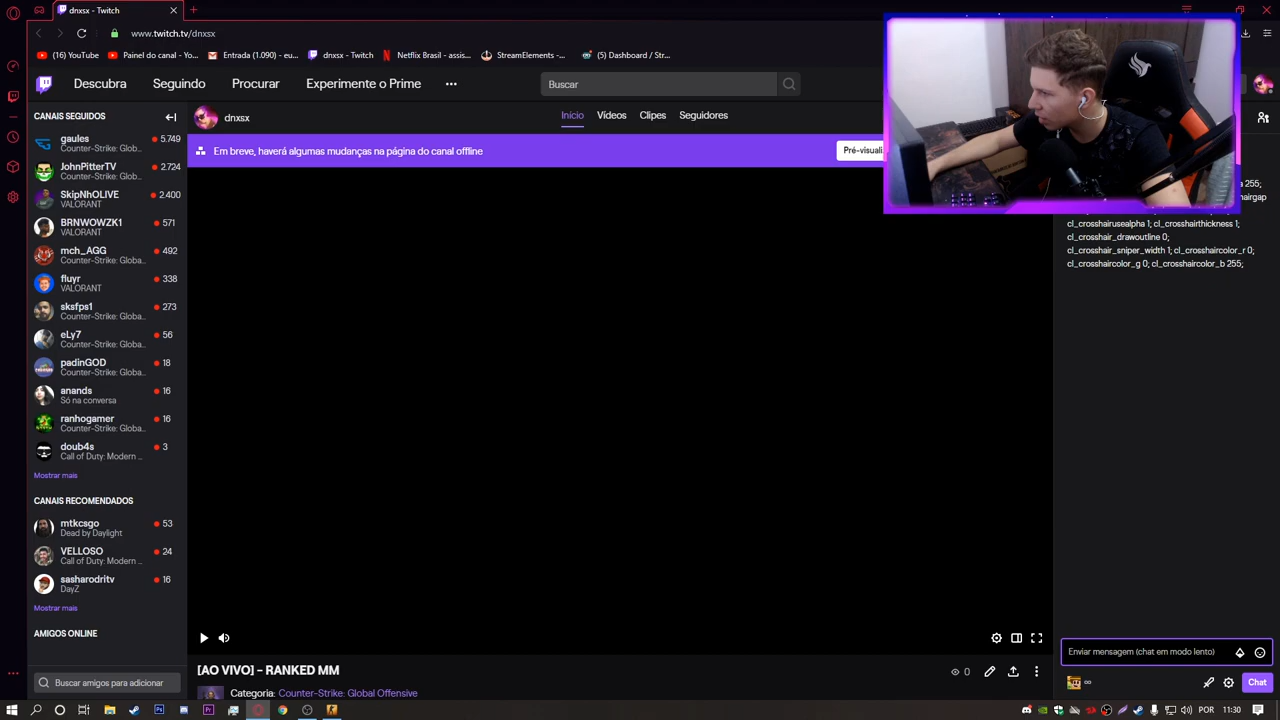 dnxsx - Twitch
www.twitch.tv/dnxsx
(16) YouTube
Painel do canal - Yo...
Entrada (1.090) - eu...
dnxsx - Twitch
Netflix Brasil - assis...
StreamElements -...
(5) Dashboard / Str...
Descubra
Seguindo
Procurar
Experimente o Prime
Buscar
CANAIS SEGUIDOS
gaules 5.749
Counter-Strike: Globa..
JohnPitterTV 2.724
Counter-Strike: Globa..
SkipNhOLIVE 2.400
VALORANT
BRNWOWZK1 571
VALORANT
mch_AGG 492
Counter-Strike: Globa..
fluyr 338
VALORANT
sksfps1 273
Counter-Strike: Globa..
eLy7 56
Counter-Strike: Globa..
padinGOD 18
Counter-Strike: Globa..
anands 16
Só na conversa
ranhogamer 16
Counter-Strike: Globa..
doub4s 3
Call of Duty: Modern ...
Mostrar mais
CANAIS RECOMENDADOS
mtkcsgo 53
Dead by Daylight
VELLOSO 24
Call of Duty: Modern ...
sasharodritv 16
DayZ
Mostrar mais
AMIGOS ONLINE
Buscar amigos para adicionar
dnxsx
Início
Vídeos
Clipes
Seguidores
Em breve, haverá algumas mudanças na página do canal offline
Pré-visuali
[AO VIVO] - RANKED MM
0
Categoria: Counter-Strike: Global Offensive
a 255;
hairgap
cl_crosshairusealpha 1; cl_crosshairthickness 1;
cl_crosshair_drawoutline 0;
cl_crosshair_sniper_width 1; cl_crosshaircolor_r 0;
cl_crosshaircolor_g 0; cl_crosshaircolor_b 255;
Enviar mensagem (chat em modo lento)
∞
Chat
POR
11:30